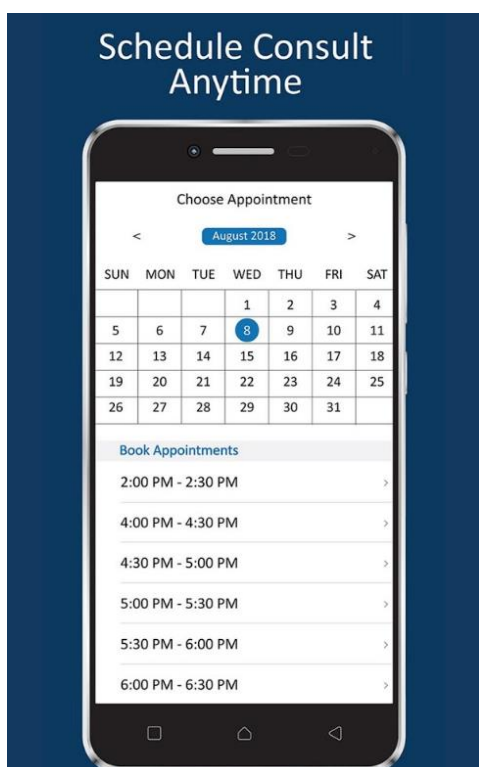 Schedule Consult
Anytime
Choose Appointment
< August 2018 >
SUN MON TUE WED THU FRI SAT
1 2 3 4
5 6 7 8 9 10 11
12 13 14 15 16 17 18
19 20 21 22 23 24 25
26 27 28 29 30 31
Book Appointments
2:00 PM - 2:30 PM >
4:00 PM - 4:30 PM >
4:30 PM - 5:00 PM >
5:00 PM - 5:30 PM >
5:30 PM - 6:00 PM >
6:00 PM - 6:30 PM >